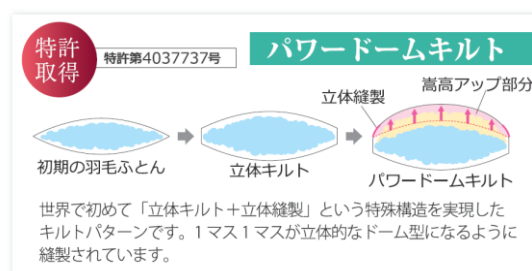 特許
取得
特許第4037737号
パワードームキルト
立体縫製
嵩高アップ部分
初期の羽毛ふとん
立体キルト
パワードームキルト
世界で初めて「立体キルト＋立体縫製」という特殊構造を実現した
キルトパターンです。1マス1マスが立体的なドーム型になるように
縫製されています。